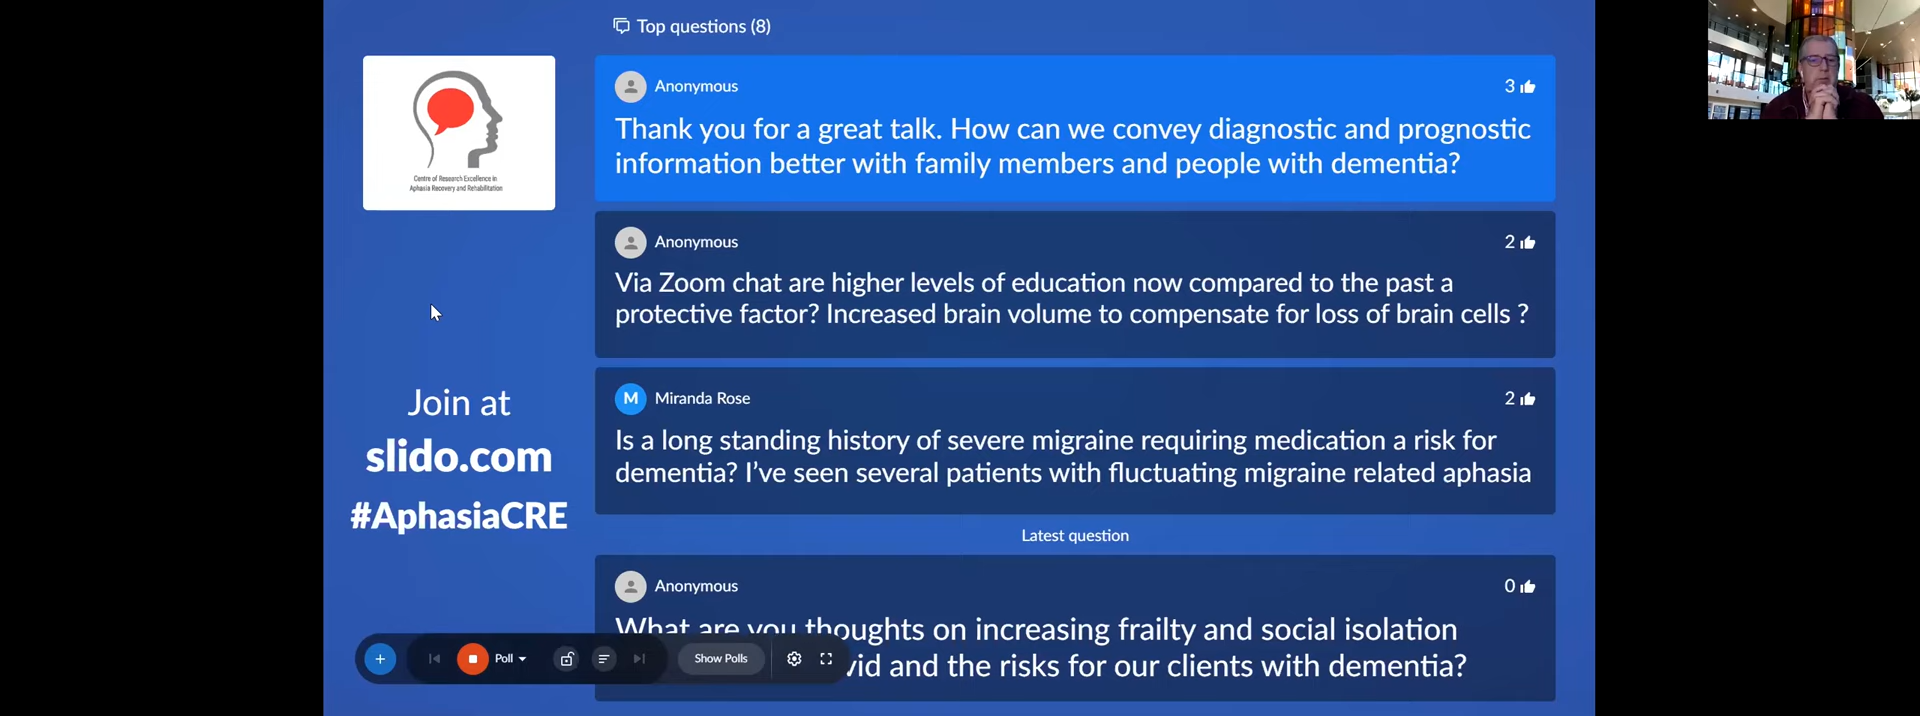 Top questions (8)
Centre of Research Excellence in
Aphasia Recovery and Rehabilitation
Join at
slido.com
#AphasiaCRE
Anonymous
3
Thank you for a great talk. How can we convey diagnostic and prognostic
information better with family members and people with dementia?
Anonymous
2
Via Zoom chat are higher levels of education now compared to the past a
protective factor? Increased brain volume to compensate for loss of brain cells ?
M Miranda Rose
2
Is a long standing history of severe migraine requiring medication a risk for
dementia? I’ve seen several patients with fluctuating migraine related aphasia
Latest question
Anonymous
0
What are you thoughts on increasing frailty and social isolation
vid and the risks for our clients with dementia?
Poll
Show Polls